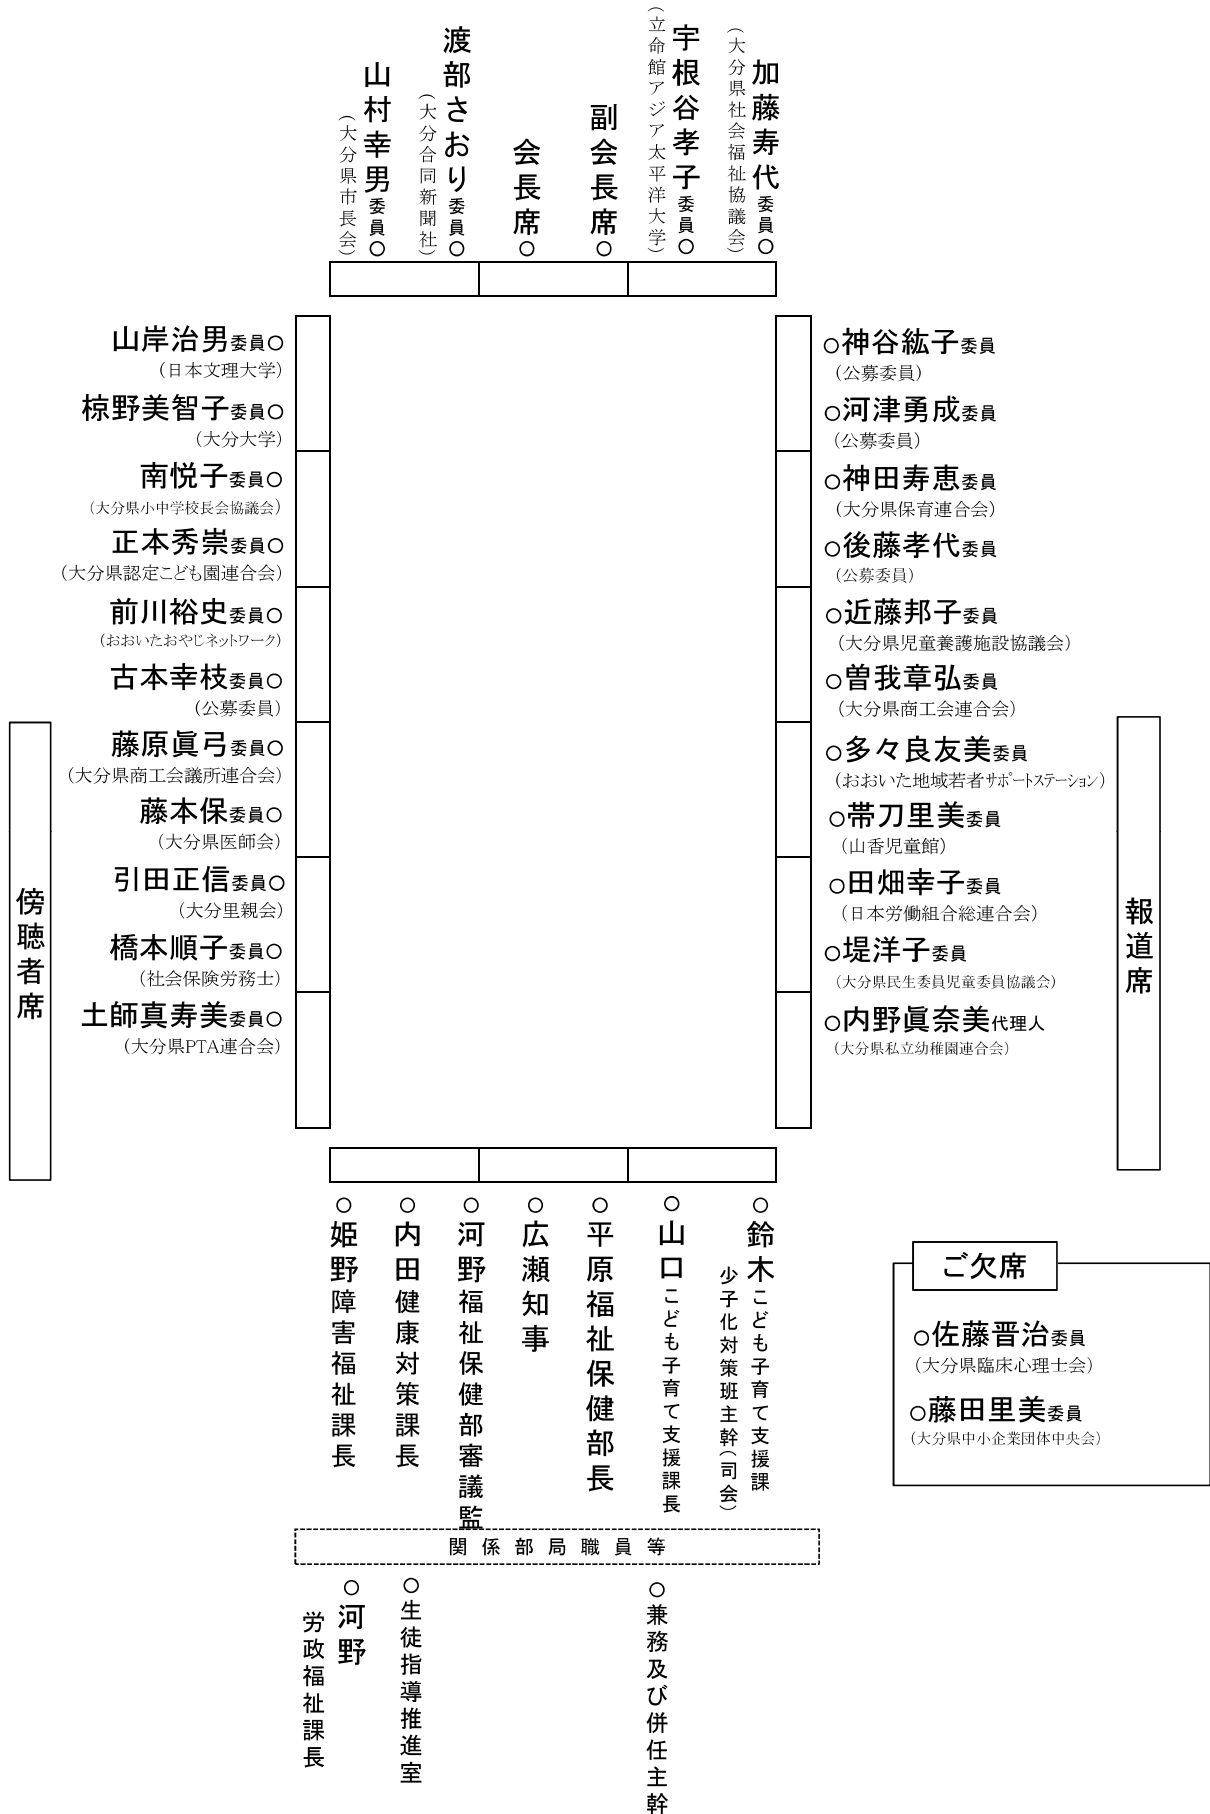 加藤寿代委員○
（大分県社会福祉協議会）
宇根谷孝子委員○
（立命館アジア太平洋大学）
副会長席○
会長席○
渡部さおり委員○
（大分合同新聞社）
山村幸男委員○
（大分県市長会）
山岸治男委員○
（日本文理大学）
椋野美智子委員○
（大分大学）
南悦子委員○
（大分県小中学校長会協議会）
正本秀崇委員○
（大分県認定こども園連合会）
前川裕史委員○
（おおいたおやじネットワーク）
古本幸枝委員○
（公募委員）
藤原眞弓委員○
（大分県商工会議所連合会）
藤本保委員○
（大分県医師会）
引田正信委員○
（大分里親会）
橋本順子委員○
（社会保険労務士）
土師真寿美委員○
（大分県PTA連合会）
傍聴者席
○神谷紘子委員
（公募委員）
○河津勇成委員
（公募委員）
○神田寿恵委員
（大分県保育連合会）
○後藤孝代委員
（公募委員）
○近藤邦子委員
（大分県児童養護施設協議会）
○曽我章弘委員
（大分県商工会連合会）
○多々良友美委員
（おおいた地域若者サポートステーション）
○帯刀里美委員
（山香児童館）
○田畑幸子委員
（日本労働組合総連合会）
○堤洋子委員
（大分県民生委員児童委員協議会）
○内野眞奈美代理人
（大分県私立幼稚園連合会）
報道席
○鈴木こども子育て支援課
少子化対策班主幹（司会）
○山口こども子育て支援課長
○平原福祉保健部長
○広瀬知事
○河野福祉保健部審議監
○内田健康対策課長
○姫野障害福祉課長
ご欠席
○佐藤晋治委員
（大分県臨床心理士会）
○藤田里美委員
（大分県中小企業団体中央会）
関係部局職員等
○兼務及び併任主幹
○生徒指導推進室
○河野
労政福祉課長